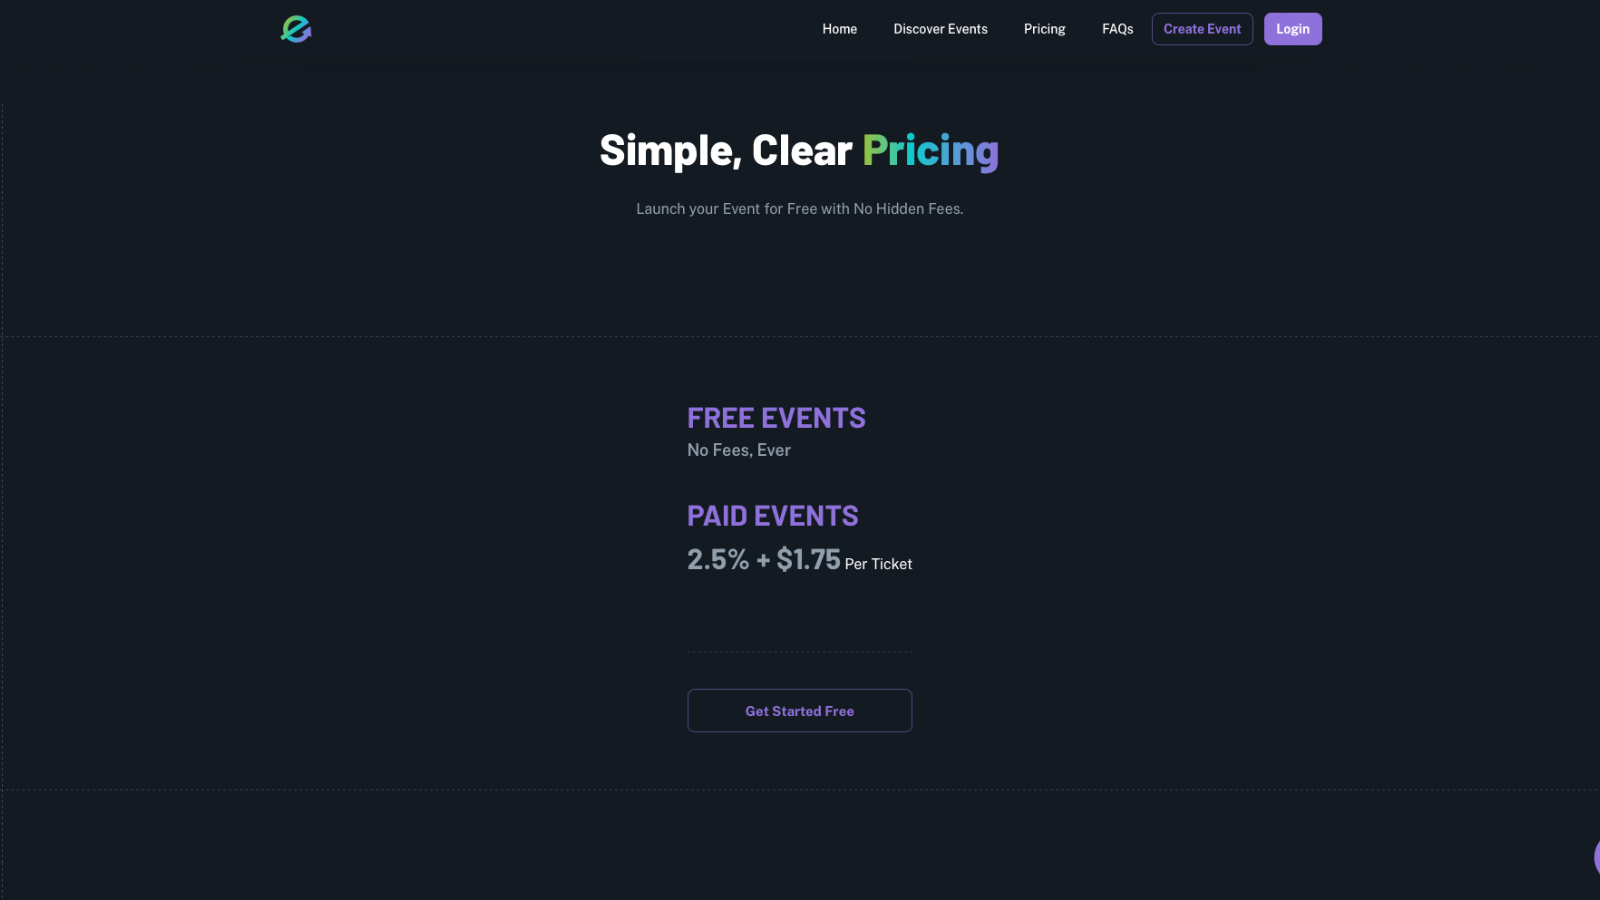 Home Discover Events Pricing FAQs Create Event Login
Simple, Clear Pricing
Launch your Event for Free with No Hidden Fees.
FREE EVENTS
No Fees, Ever
PAID EVENTS
2.5% + $1.75 Per Ticket
Get Started Free